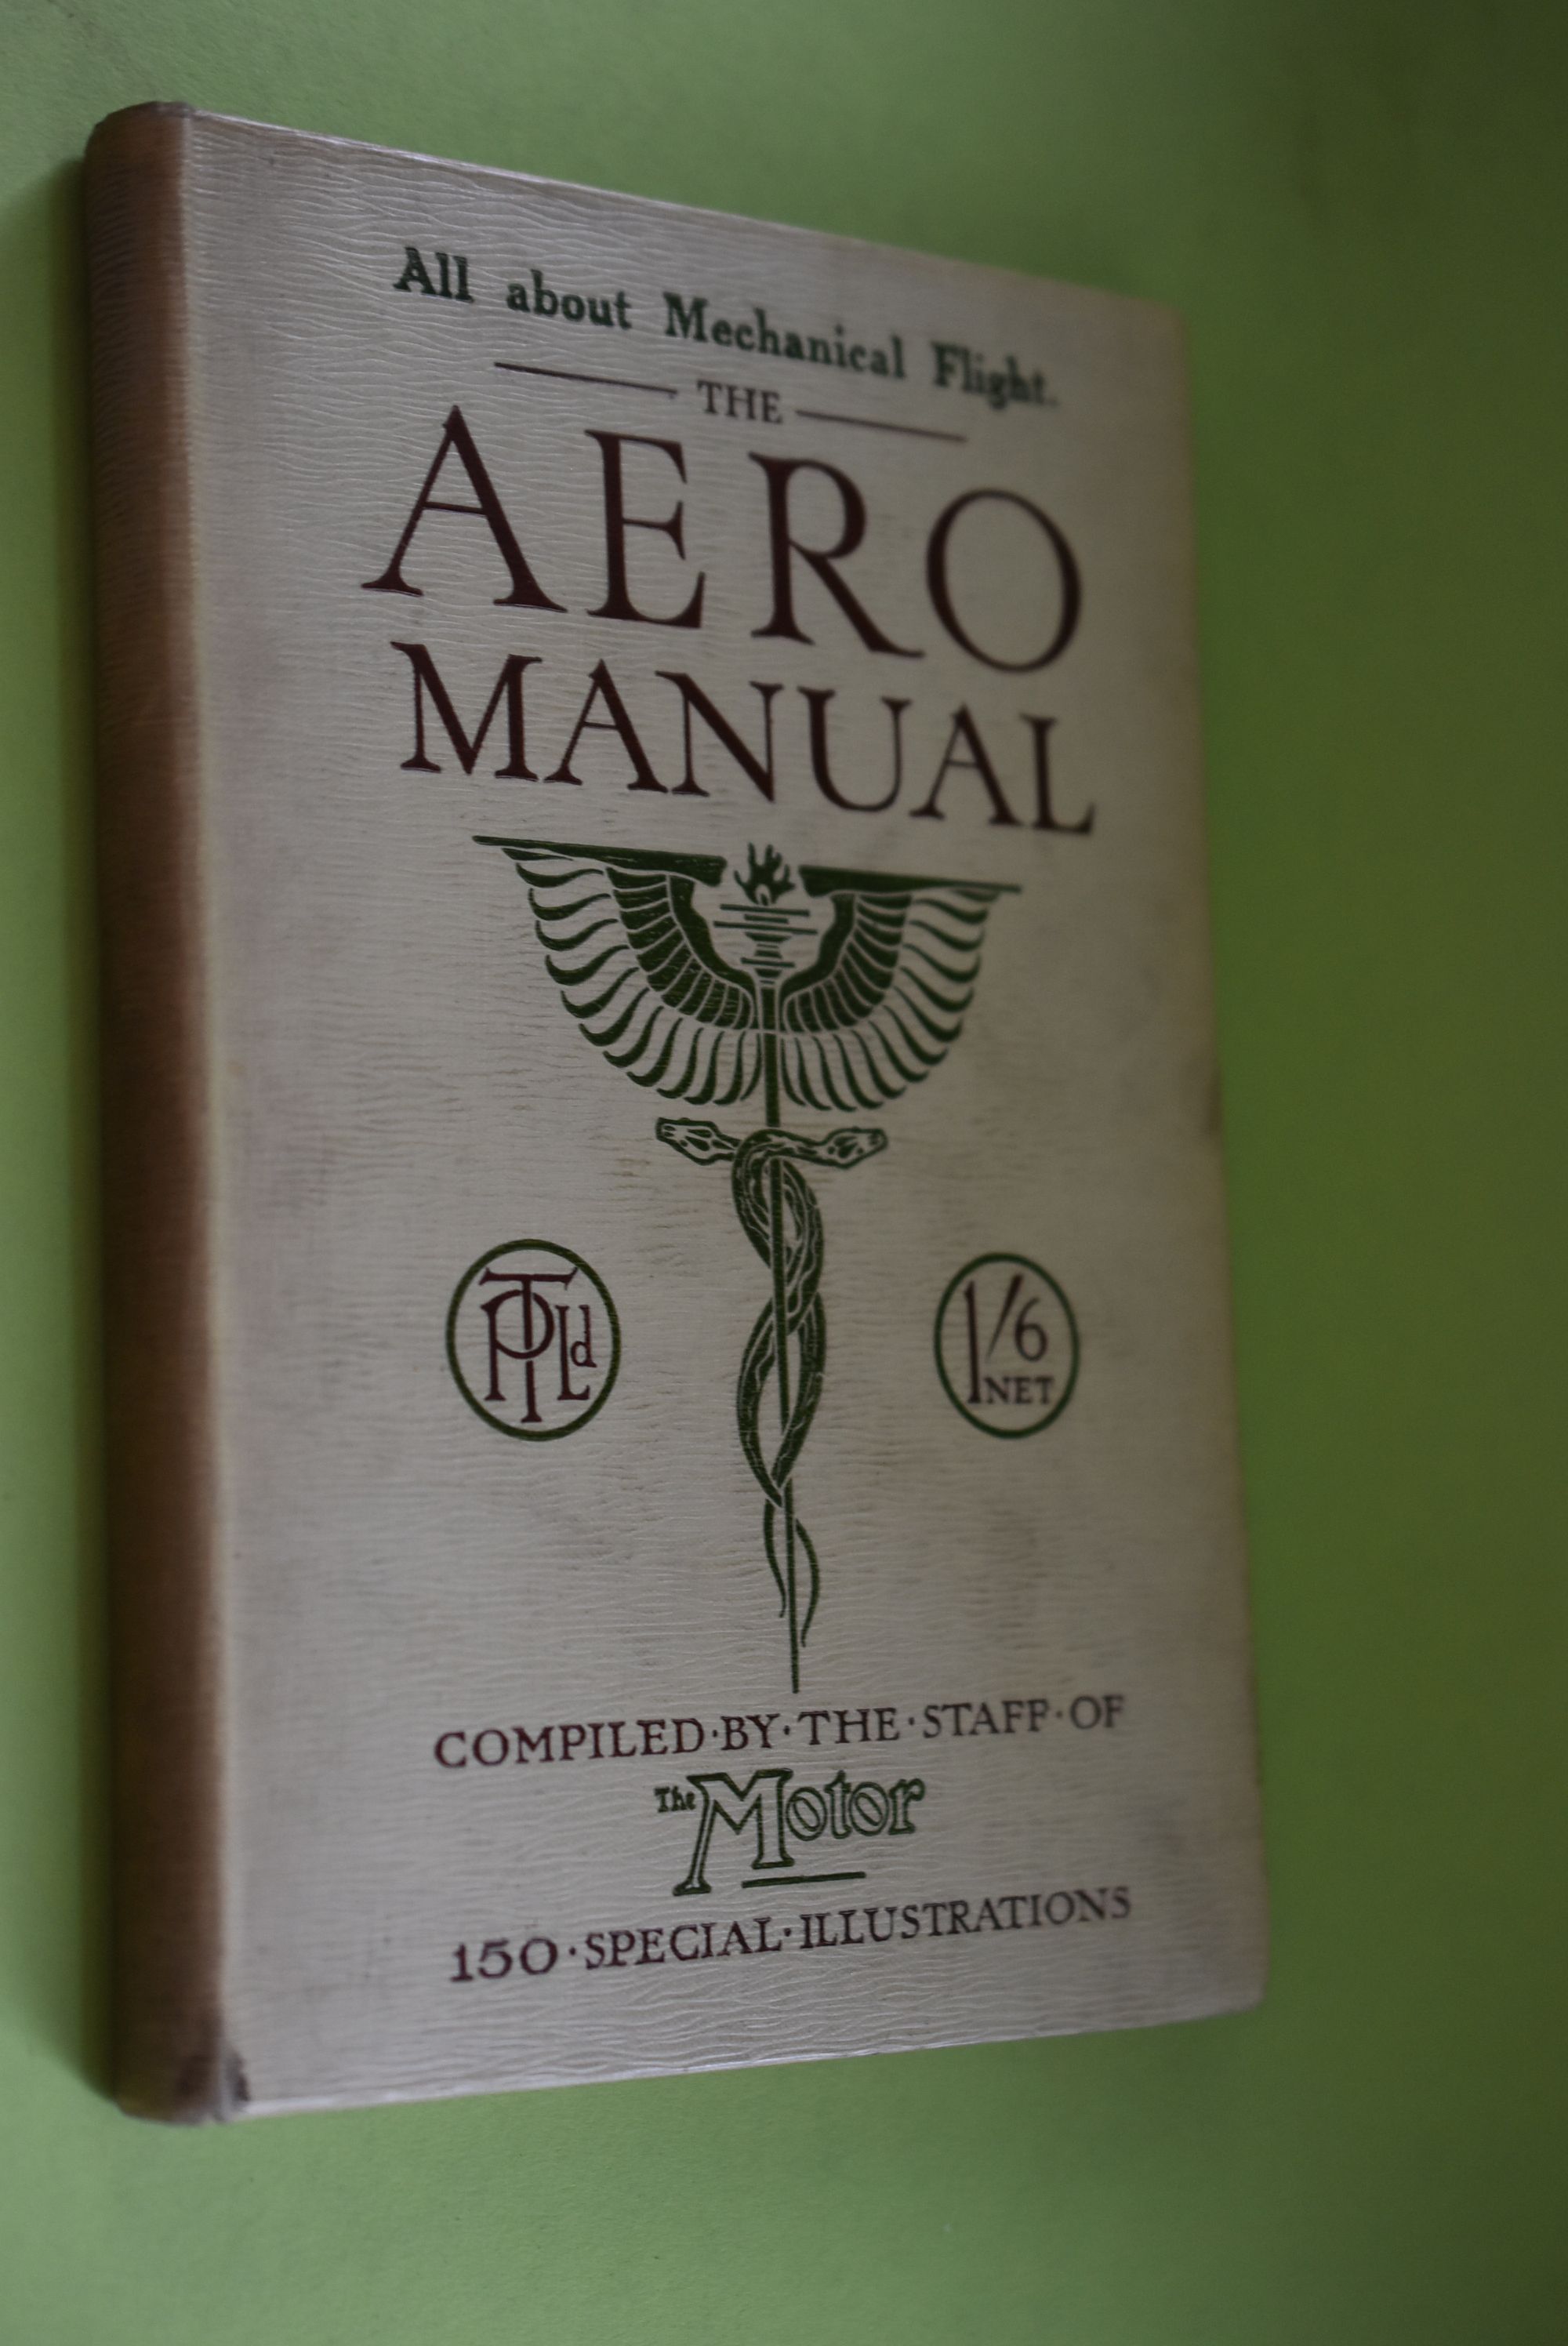 All about Mechanical Flight.
THE
AERO
MANUAL
PTLd
1/6
NET
COMPILED·BY·THE·STAFF·OF
The Motor
150·SPECIAL·ILLUSTRATIONS